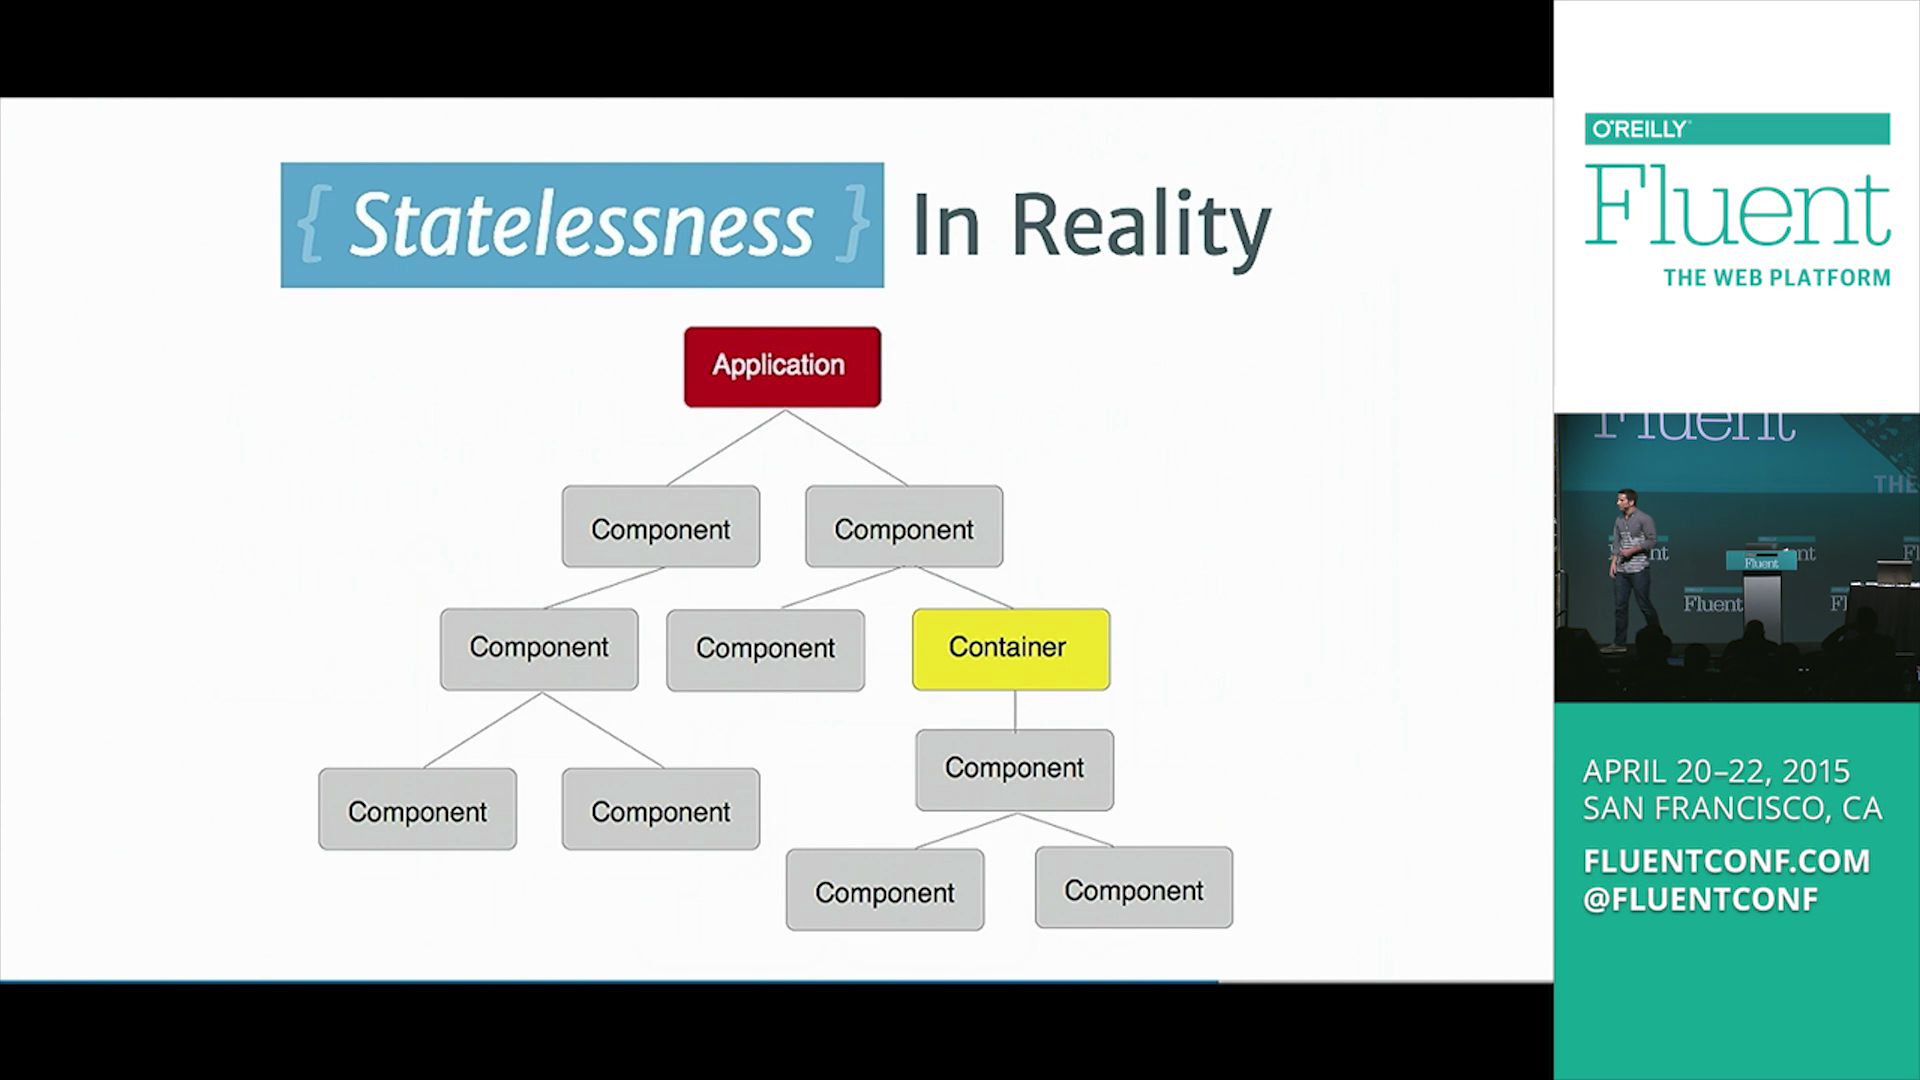 { Statelessness } In Reality
Application
Component
Component
Component
Component
Container
Component
Component
Component
Component
Component
O'REILLY
Fluent
THE WEB PLATFORM
Fluent
THE
Fluent
Fluent
APRIL 20–22, 2015
SAN FRANCISCO, CA
FLUENTCONF.COM
@FLUENTCONF